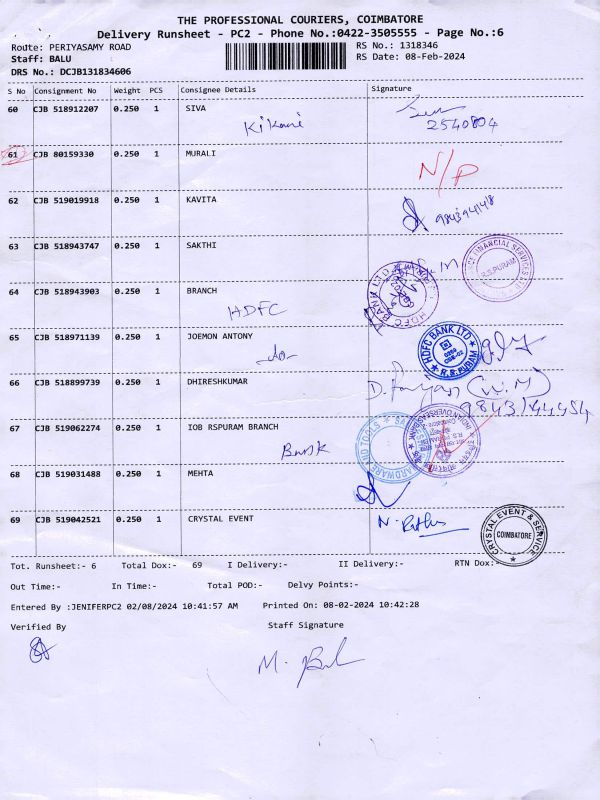 THE PROFESSIONAL COURIERS, COIMBATORE
Delivery Runsheet - PC2 - Phone No.:0422-3505555 - Page No.:6
Route: PERIYASAMY ROAD RS No.: 1318346
Staff: BALU RS Date: 08-Feb-2024
DRS No.: DCJB131834606
S No Consignment No Weight PCS Consignee Details Signature
60 CJB 518912207 0.250 1 SIVA
Kikani 2540804
61 CJB 80159330 0.250 1 MURALI
N/P
62 CJB 519019918 0.250 1 KAVITA
63 CJB 518943747 0.250 1 SAKTHI
R.S.PURAM
64 CJB 518943903 0.250 1 BRANCH
HDFC
HDFC BANK LTD
65 CJB 518971139 0.250 1 JOEMON ANTONY
-do-
HDFC BANK LTD
R.S.PURAM
66 CJB 518899739 0.250 1 DHIRESHKUMAR
67 CJB 519062274 0.250 1 IOB RSPURAM BRANCH
Bank
HARDWARE AND TOOLS
68 CJB 519031488 0.250 1 MEHTA
69 CJB 519042521 0.250 1 CRYSTAL EVENT
CRYSTAL EVENT & SERVICE
COIMBATORE
Tot. Runsheet:- 6 Total Dox:- 69 I Delivery:- II Delivery:- RTN Dox:-
Out Time:- In Time:- Total POD:- Delvy Points:-
Entered By :JENIFERPC2 02/08/2024 10:41:57 AM Printed On: 08-02-2024 10:42:28
Verified By Staff Signature